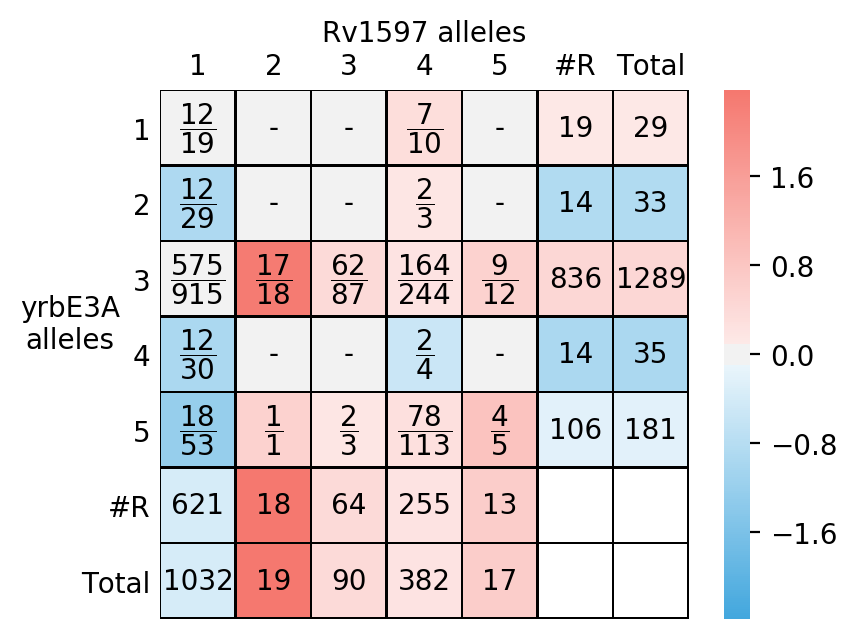 Rv1597 alleles
1 2 3 4 5 #R Total
1 12/19 - - 7/10 - 19 29
2 12/29 - - 2/3 - 14 33
3 575/915 17/18 62/87 164/244 9/12 836 1289
yrbE3A
alleles
4 12/30 - - 2/4 - 14 35
5 18/53 1/1 2/3 78/113 4/5 106 181
#R 621 18 64 255 13
Total 1032 19 90 382 17
1.6
0.8
0.0
−0.8
−1.6